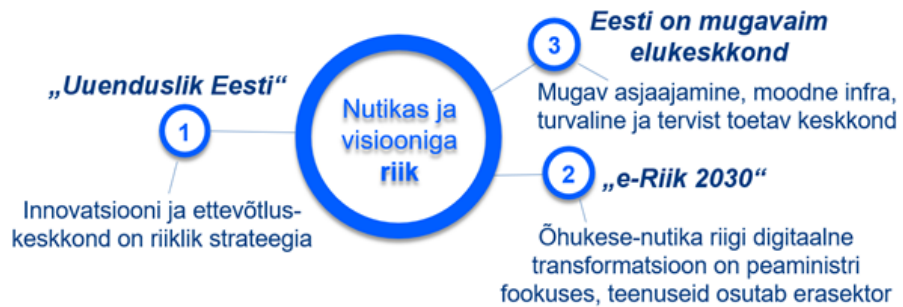 „Uuenduslik Eesti“
1
Innovatsiooni ja ettevõtlus-
keskkond on riiklik strateegia
Nutikas ja
visiooniga
riik
3
Eesti on mugavaim
elukeskkond
Mugav asjaajamine, moodne infra,
turvaline ja tervist toetav keskkond
2
„e-Riik 2030“
Õhukese-nutika riigi digitaalne
transformatsioon on peaministri
fookuses, teenuseid osutab erasektor